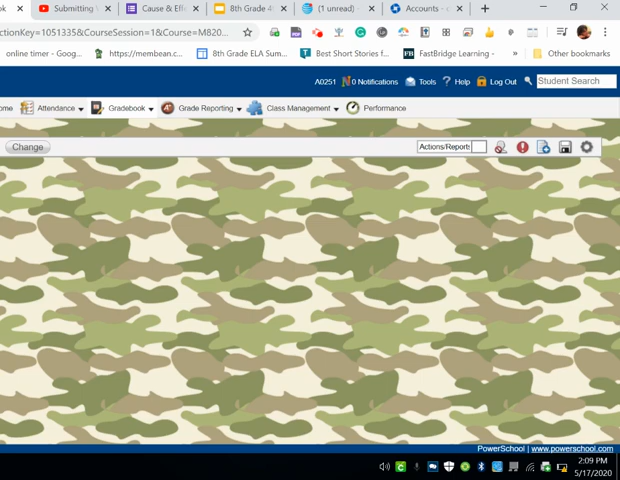 ok
Submitting
Cause & Effe
8th Grade 4
(1 unread) -
Accounts - c
ctionKey=1051335&CourseSession=1&Course=M820...
online timer - Goog...
https://membean.c...
8th Grade ELA Sum...
Best Short Stories f...
FastBridge Learning -
»
Other bookmarks
A0251
0 Notifications
Tools
Help
Log Out
Student Search
ome
Attendance
Gradebook
Grade Reporting
Class Management
Performance
Change
Actions/Reports
PowerSchool | www.powerschool.com
2:09 PM
5/17/2020